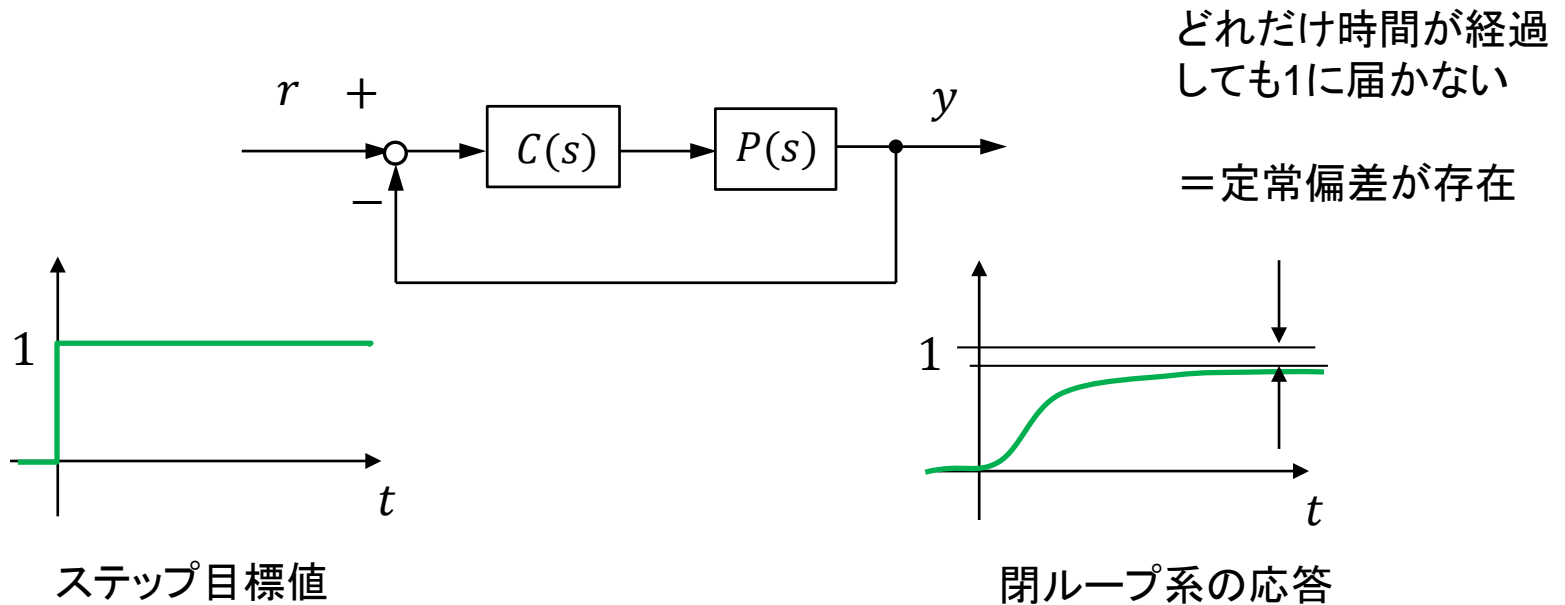 どれだけ時間が経過
しても1に届かない
r +
C(s)
P(s)
y
−
＝定常偏差が存在
1
t
ステップ目標値
1
t
閉ループ系の応答